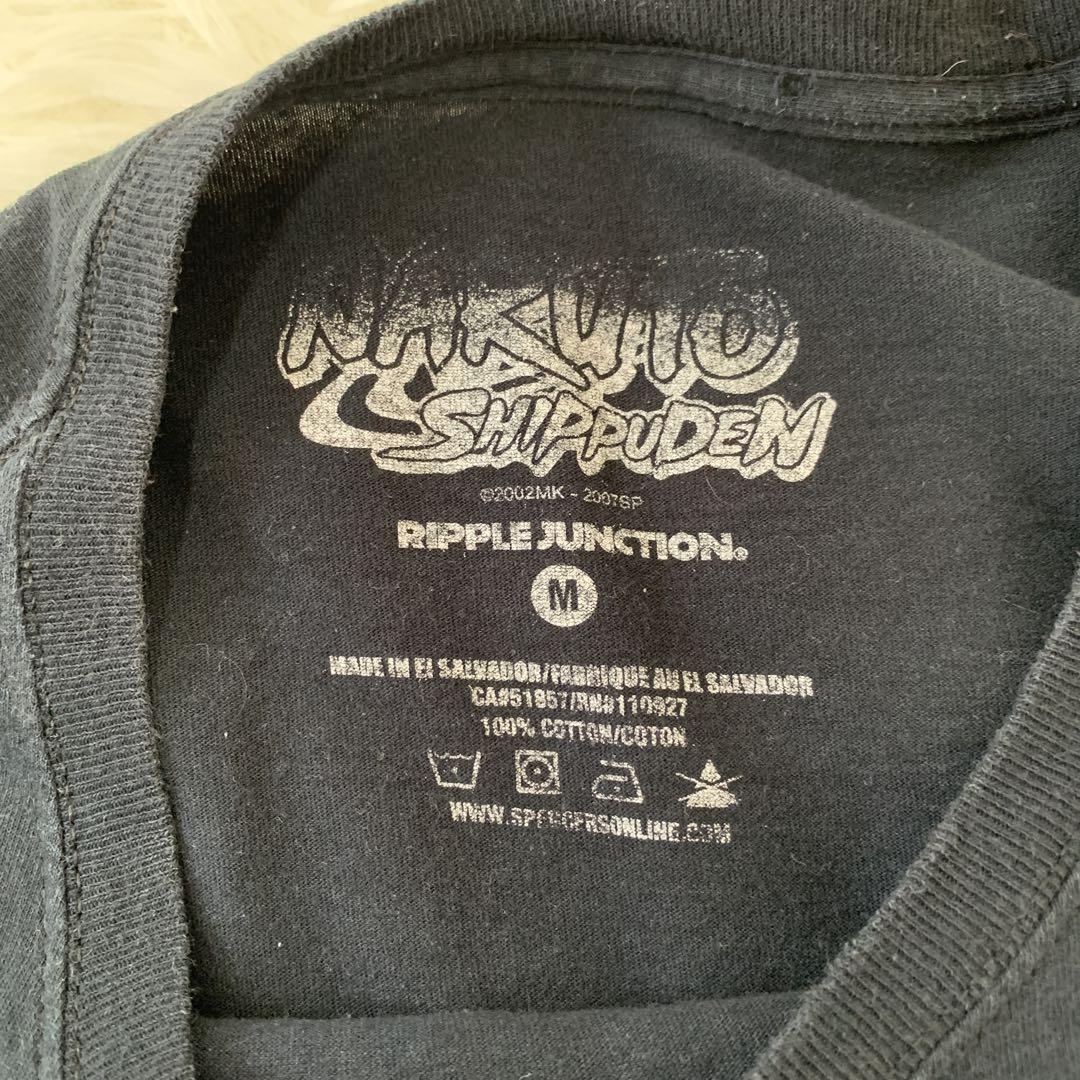 NARUTO
SHIPPUDEN
©2002MK - 2007SP
RIPPLE JUNCTION®
M
MADE IN El SALVADOR/FABRIQUE AU EL SALVADOR
CA#51957/RN#110927
100% COTTON/COTON
WWW.SPENCERSONLINE.COM